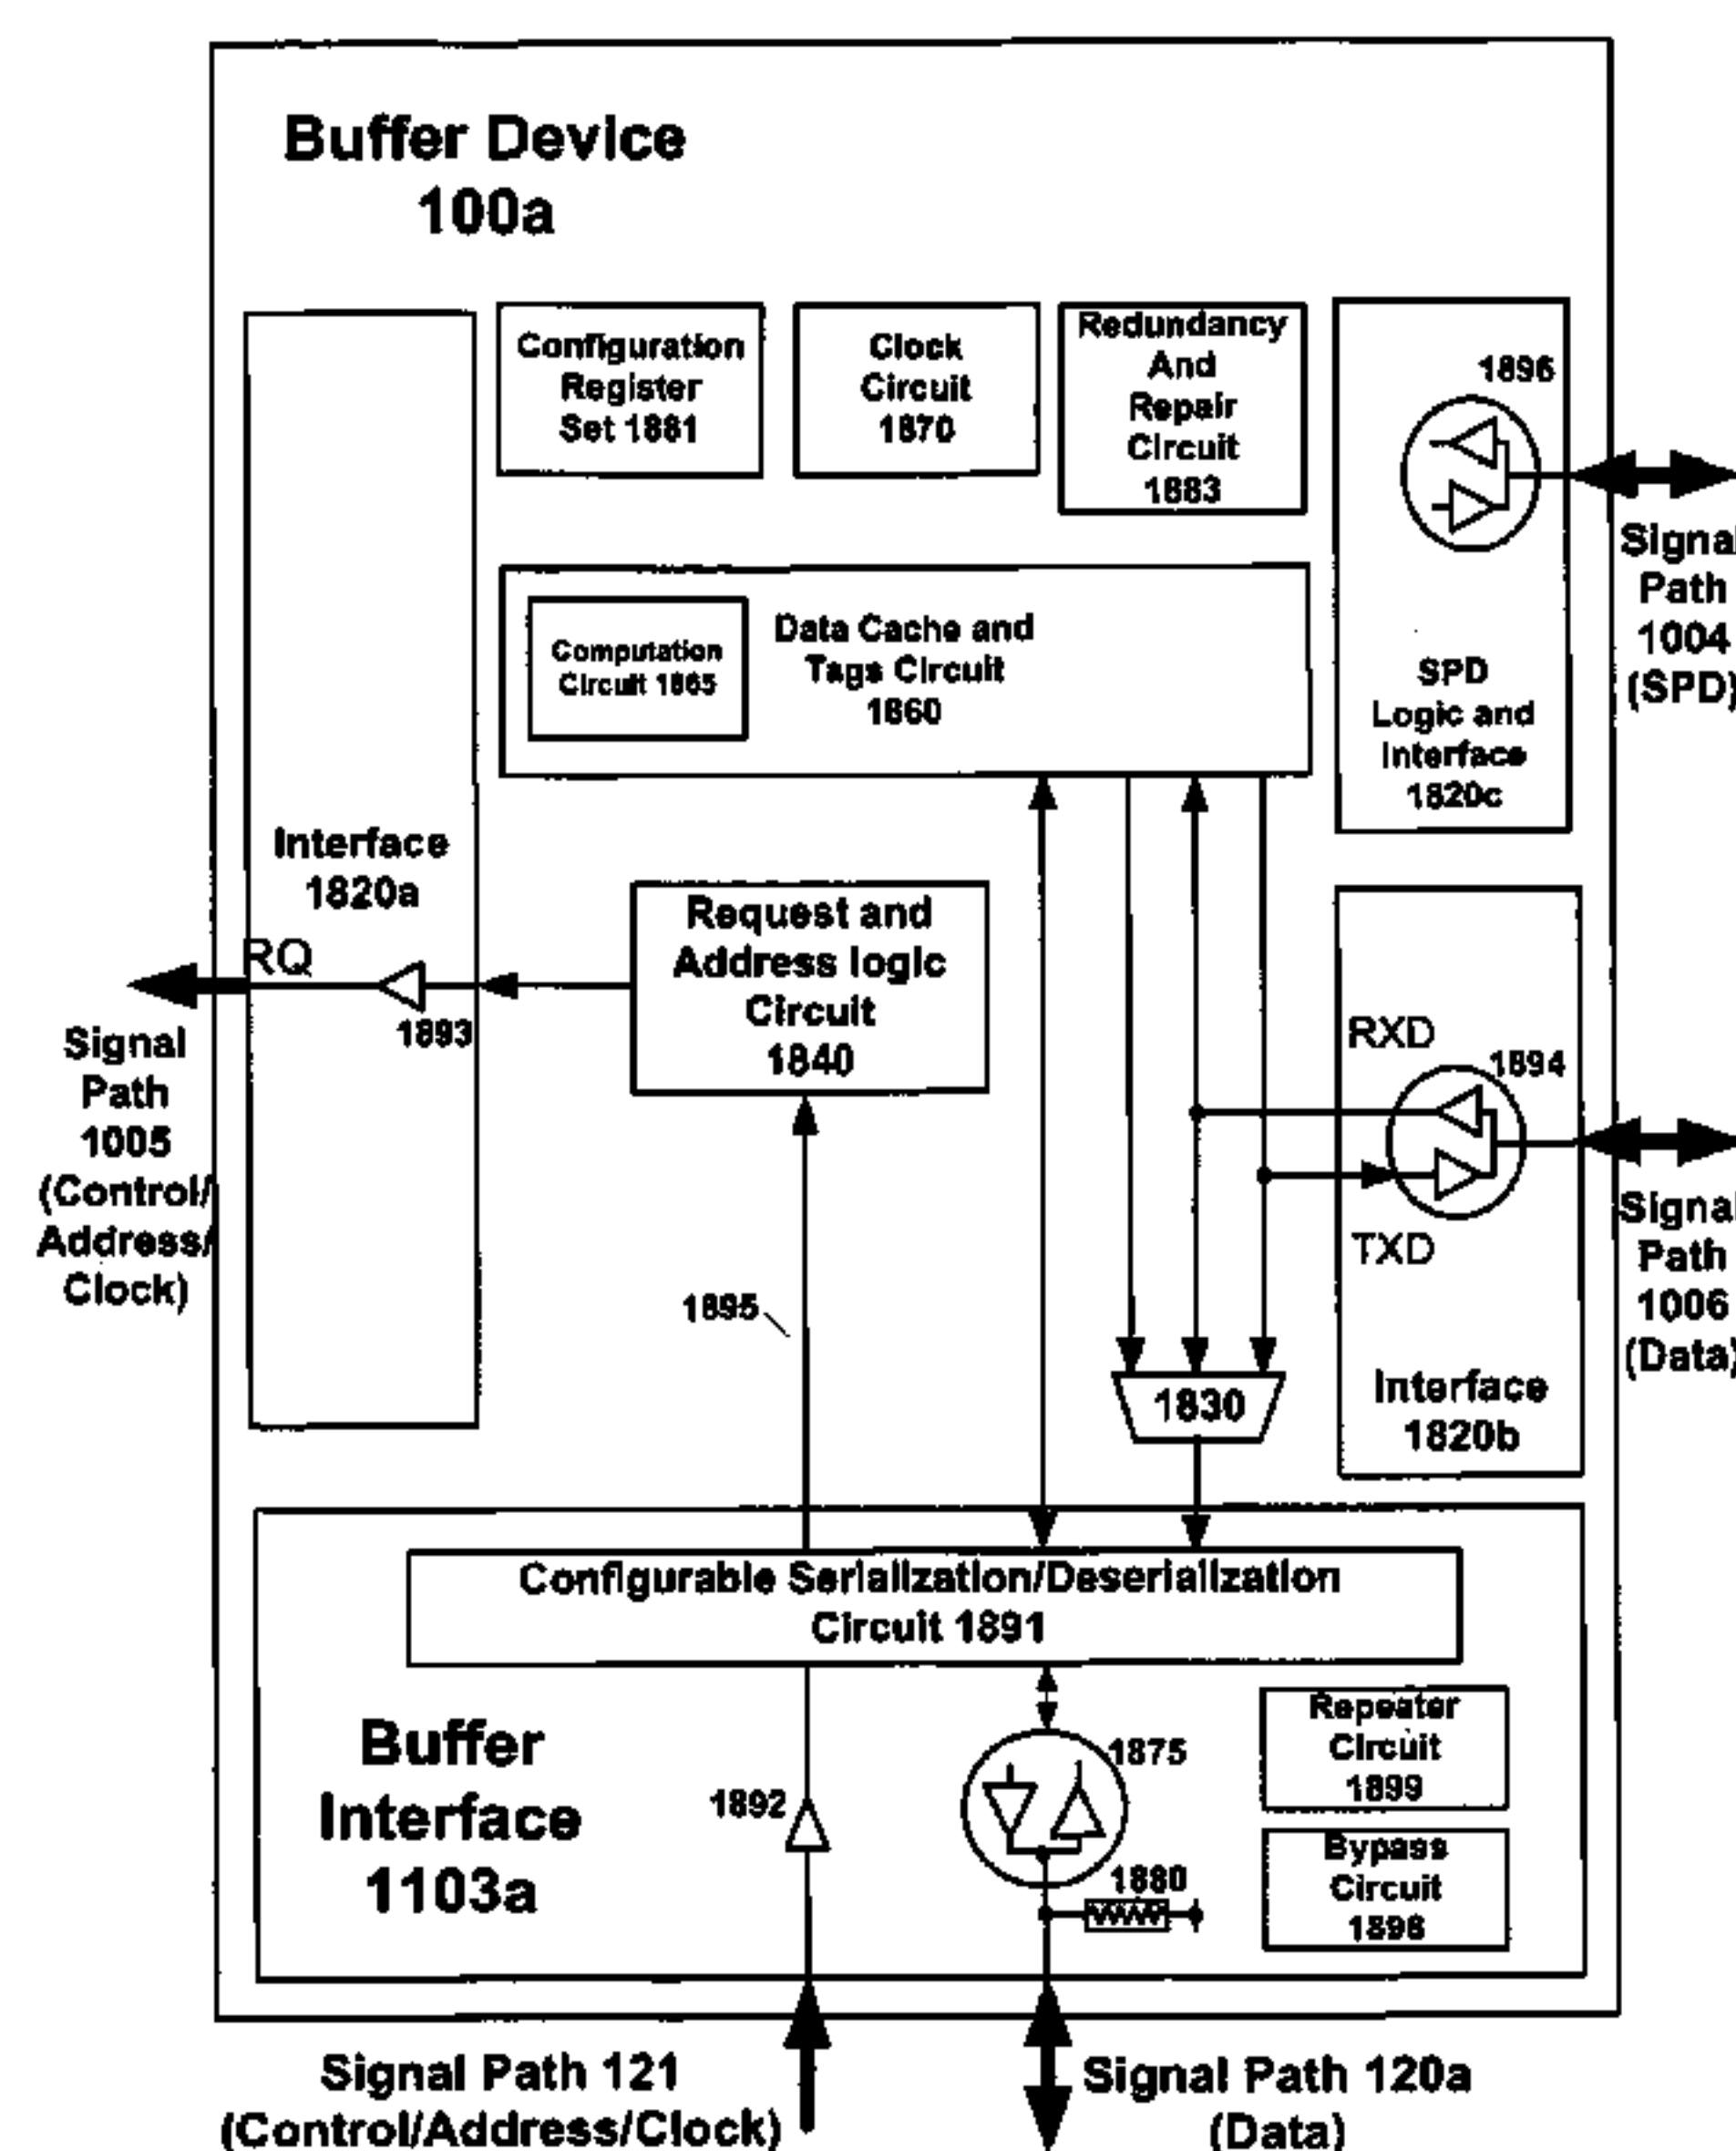 Buffer Device
100a
Configuration
Register
Set 1881
Clock
Circuit
1870
Redundancy
And
Repair
Circuit
1883
1896
Signal
Path
1004
(SPD)
SPD
Logic and
Interface
1820c
Computation
Circuit 1865
Data Cache and
Tags Circuit
1860
Interface
1820a
RQ
1893
Signal
Path
1005
(Control/
Address/
Clock)
Request and
Address logic
Circuit
1840
1895
RXD
1894
TXD
Signal
Path
1006
(Data)
Interface
1820b
1830
Configurable Serialization/Deserialization
Circuit 1891
Buffer
Interface
1103a
1892
1875
1880
Repeater
Circuit
1899
Bypass
Circuit
1898
Signal Path 121
(Control/Address/Clock)
Signal Path 120a
(Data)